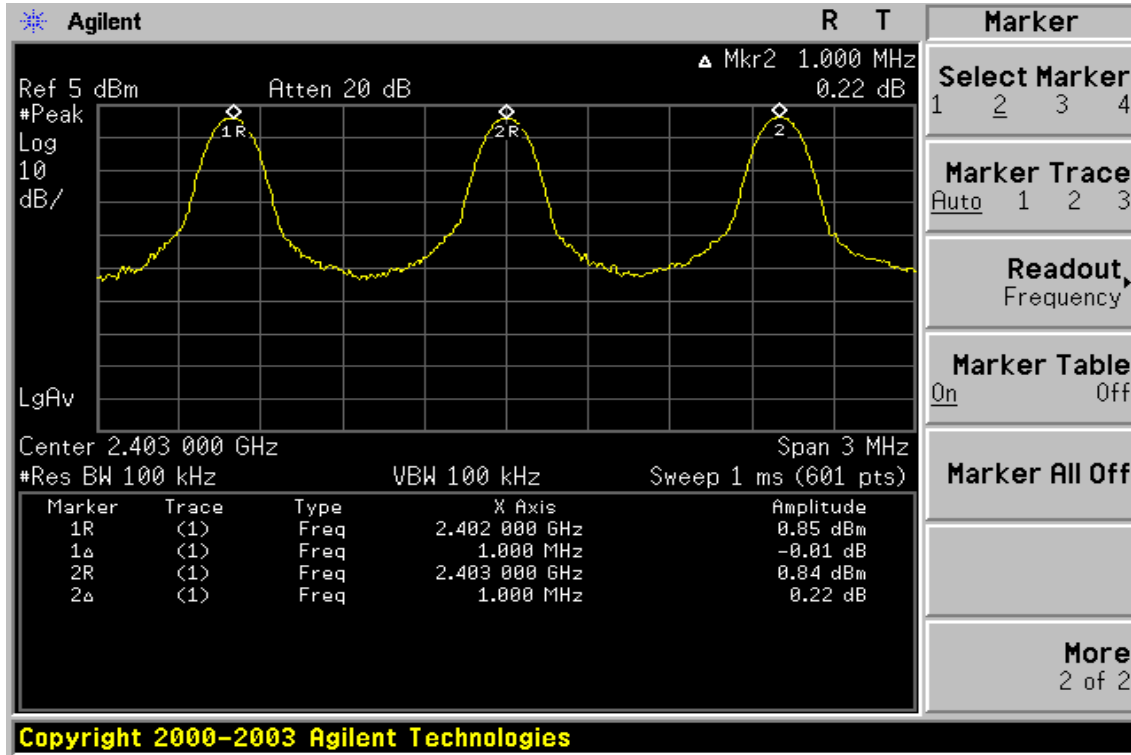 Agilent R T Marker
Δ Mkr2 1.000 MHz
Ref 5 dBm Atten 20 dB 0.22 dB
#Peak
Log
10
dB/
1R 2R 2
LgAv
Center 2.403 000 GHz Span 3 MHz
#Res BW 100 kHz VBW 100 kHz Sweep 1 ms (601 pts)
Marker Trace Type X Axis Amplitude
1R (1) Freq 2.402 000 GHz 0.85 dBm
1Δ (1) Freq 1.000 MHz -0.01 dB
2R (1) Freq 2.403 000 GHz 0.84 dBm
2Δ (1) Freq 1.000 MHz 0.22 dB
Select Marker
1 2 3 4
Marker Trace
Auto 1 2 3
Readout
Frequency
Marker Table
On Off
Marker All Off
More
2 of 2
Copyright 2000-2003 Agilent Technologies